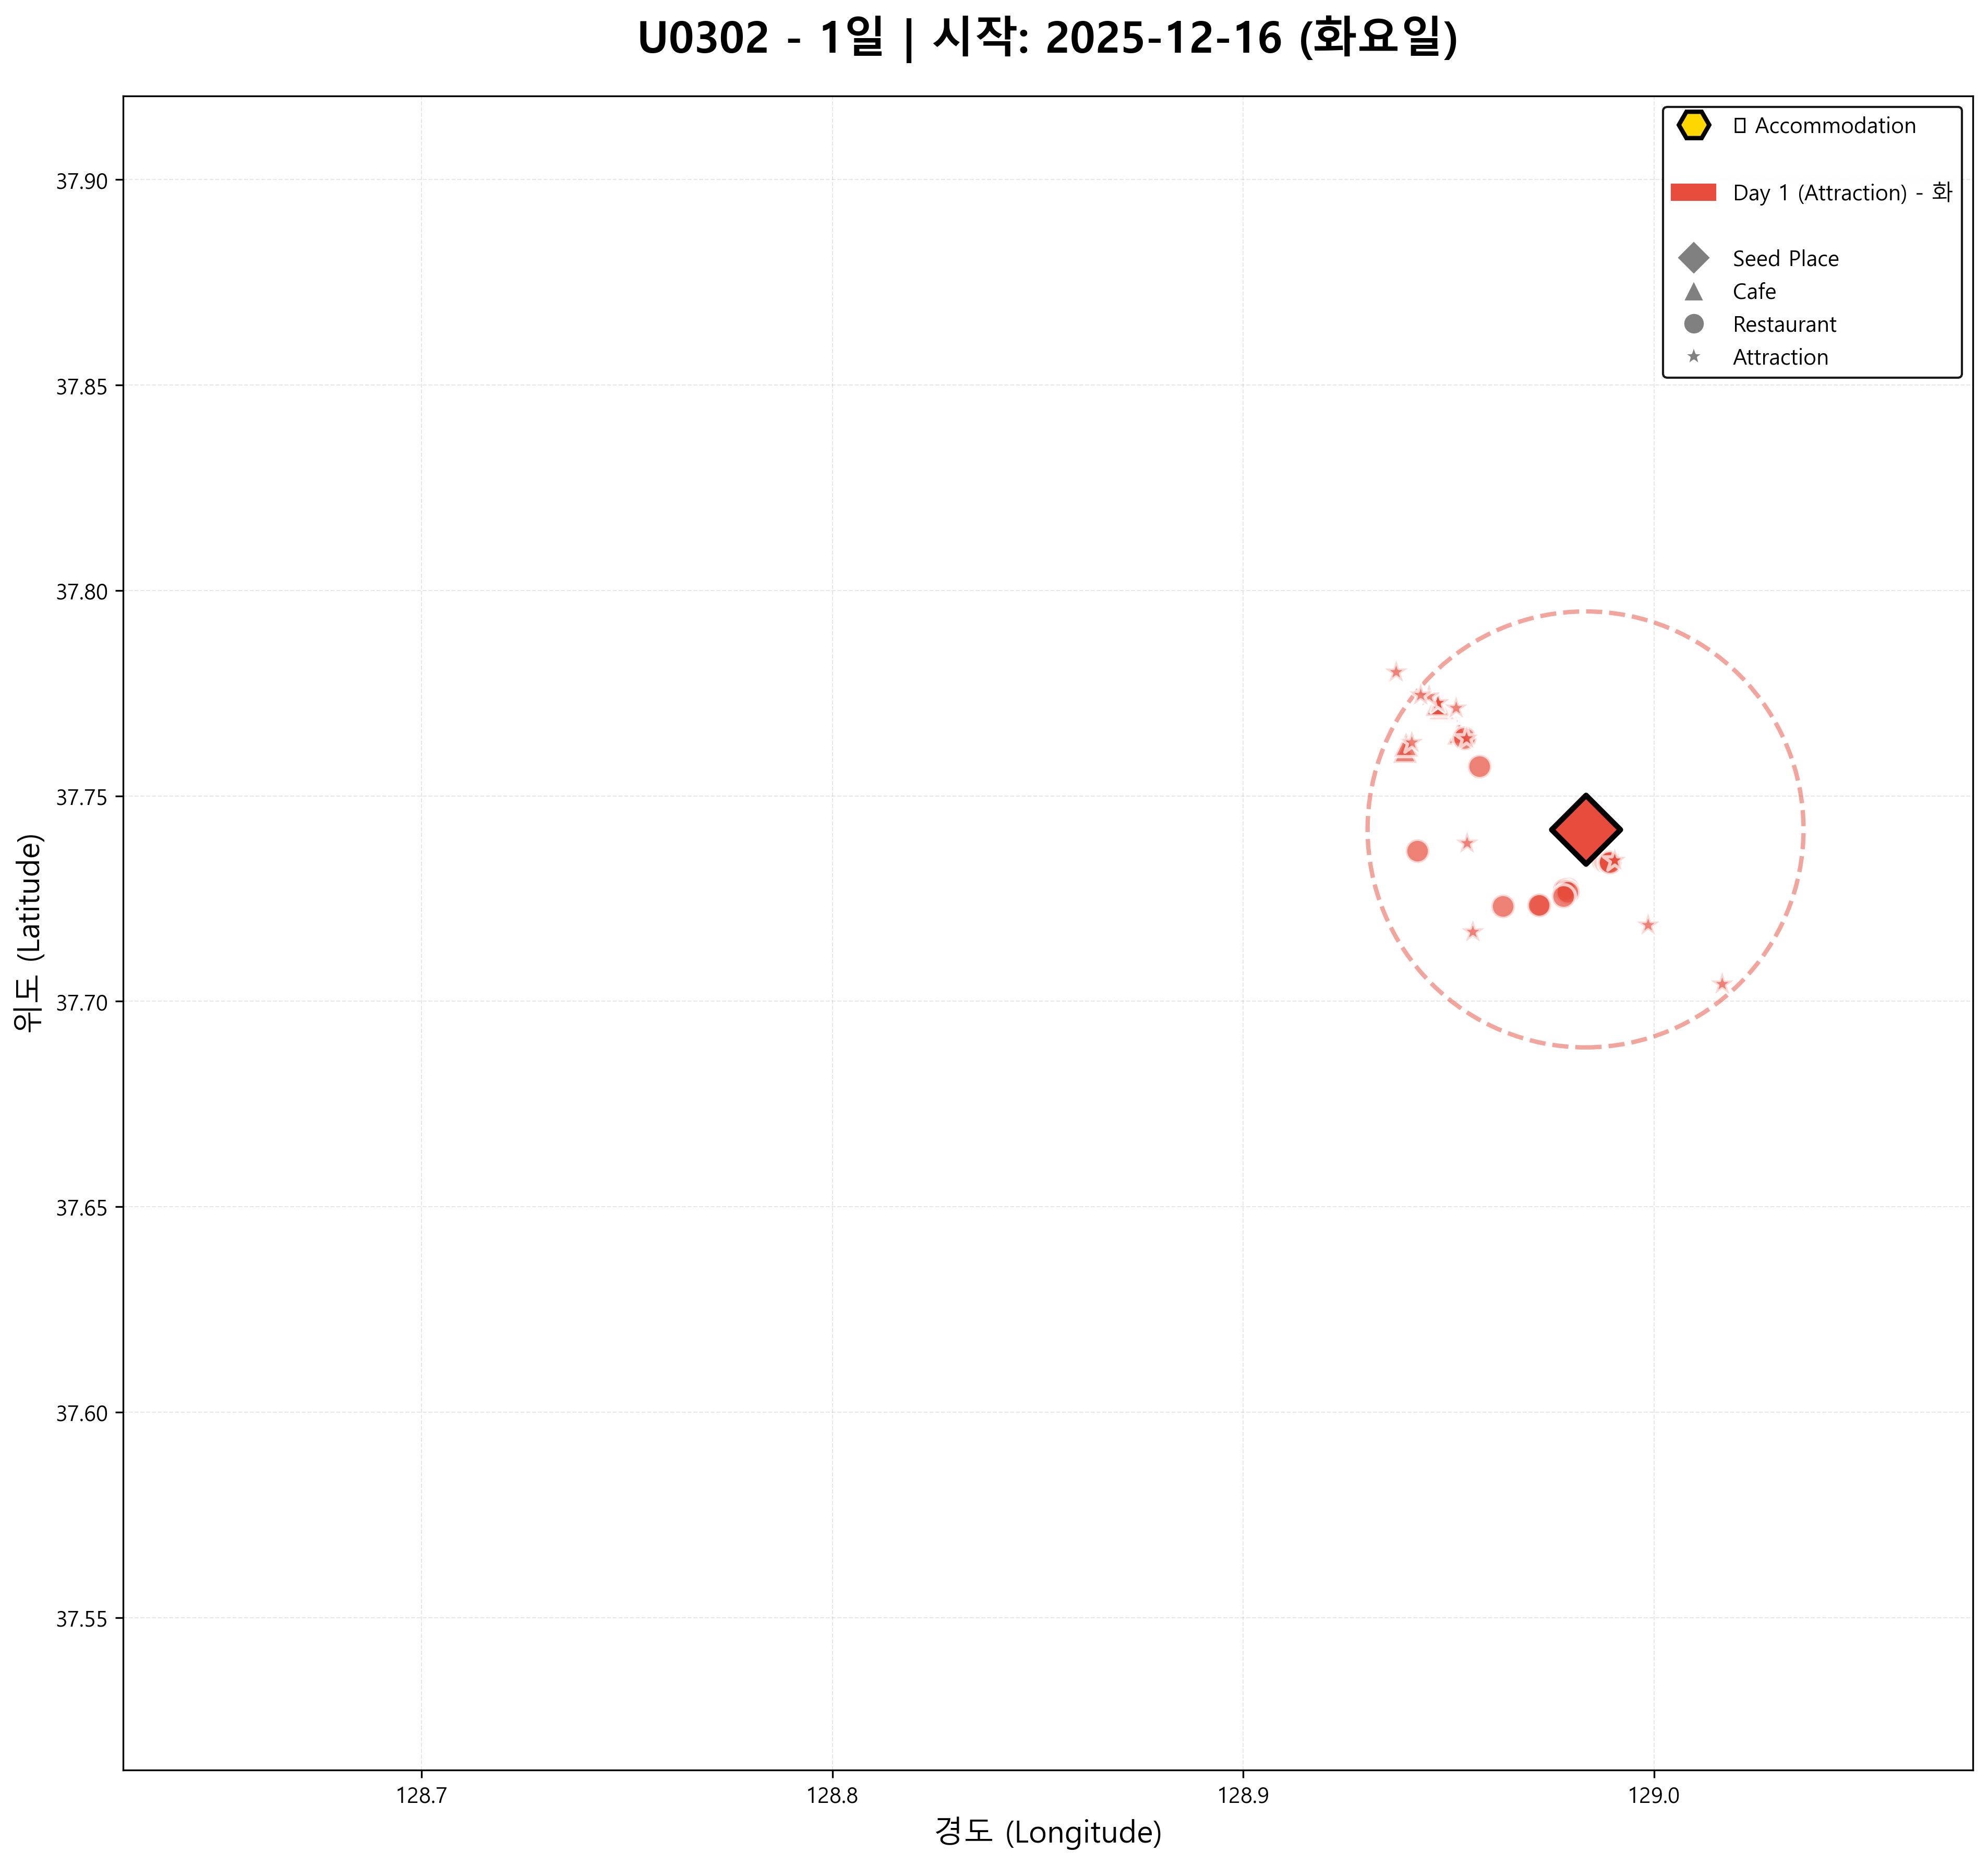 U0302 - 1일 | 시작: 2025-12-16 (화요일)
▯ Accommodation
Day 1 (Attraction) - 화
Seed Place
Cafe
Restaurant
Attraction
37.90
37.85
37.80
37.75
37.70
37.65
37.60
37.55
위도 (Latitude)
128.7
128.8
128.9
129.0
경도 (Longitude)